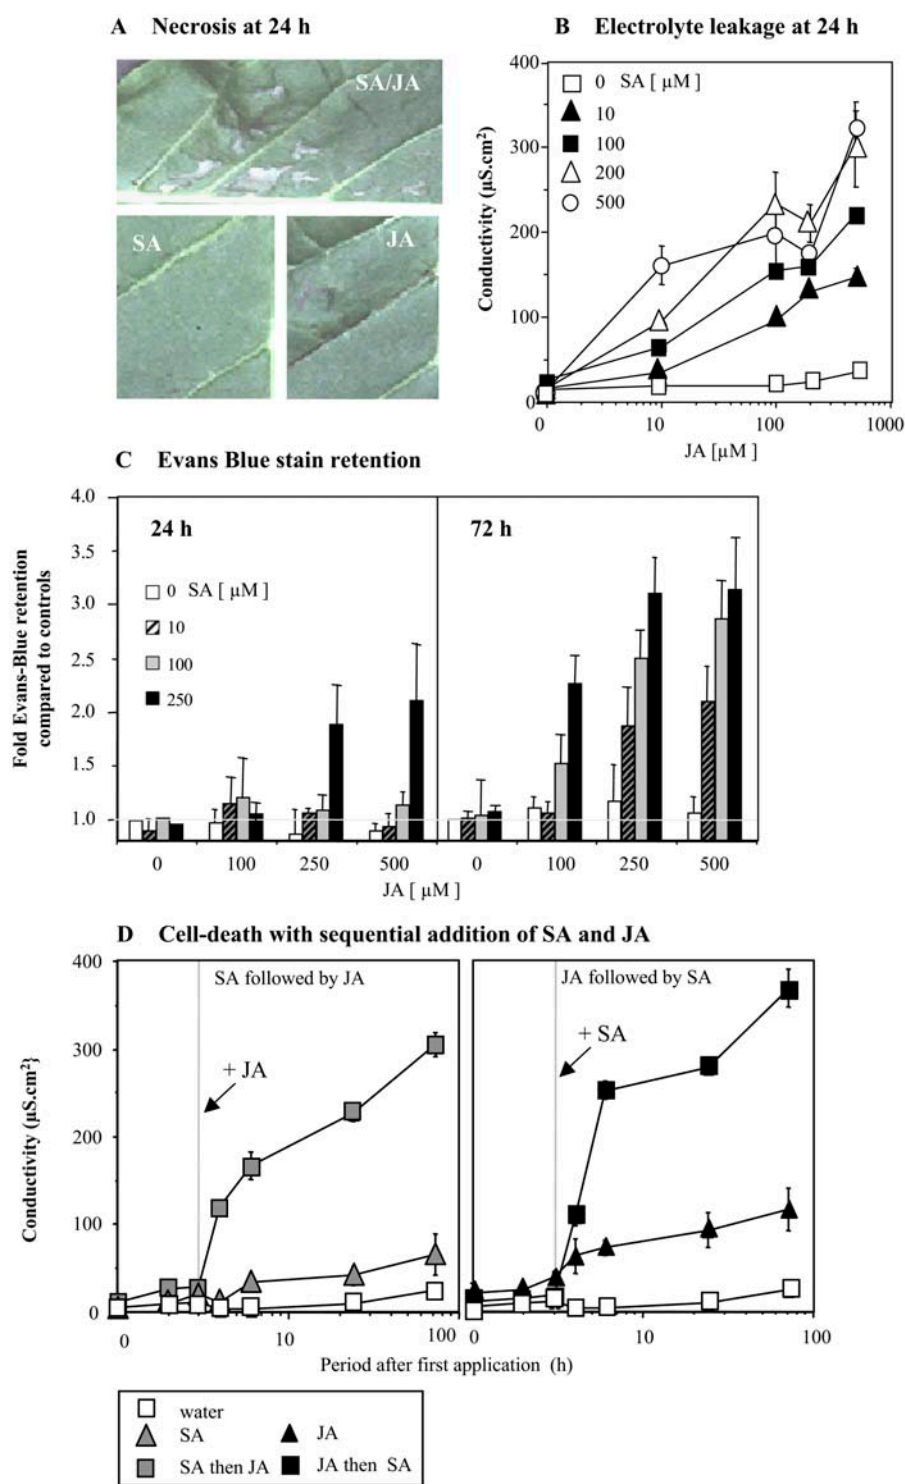 A Necrosis at 24 h
SA/JA
SA
JA
B Electrolyte leakage at 24 h
Conductivity (µS.cm²)
400
300
200
100
0
0 SA [ µM]
10
100
200
500
0 10 100 1000
JA [µM ]
C Evans Blue stain retention
Fold Evans-Blue retention
compared to controls
4.0
3.5
3.0
2.5
2.0
1.5
1.0
24 h
72 h
0 SA [ µM]
10
100
250
0 100 250 500 0 100 250 500
JA [ µM]
D Cell-death with sequential addition of SA and JA
Conductivity (µS.cm²}
400
300
200
100
0
SA followed by JA
+ JA
JA followed by SA
+ SA
0 10 100 0 10 100
Period after first application (h)
water
SA
JA
SA then JA
JA then SA